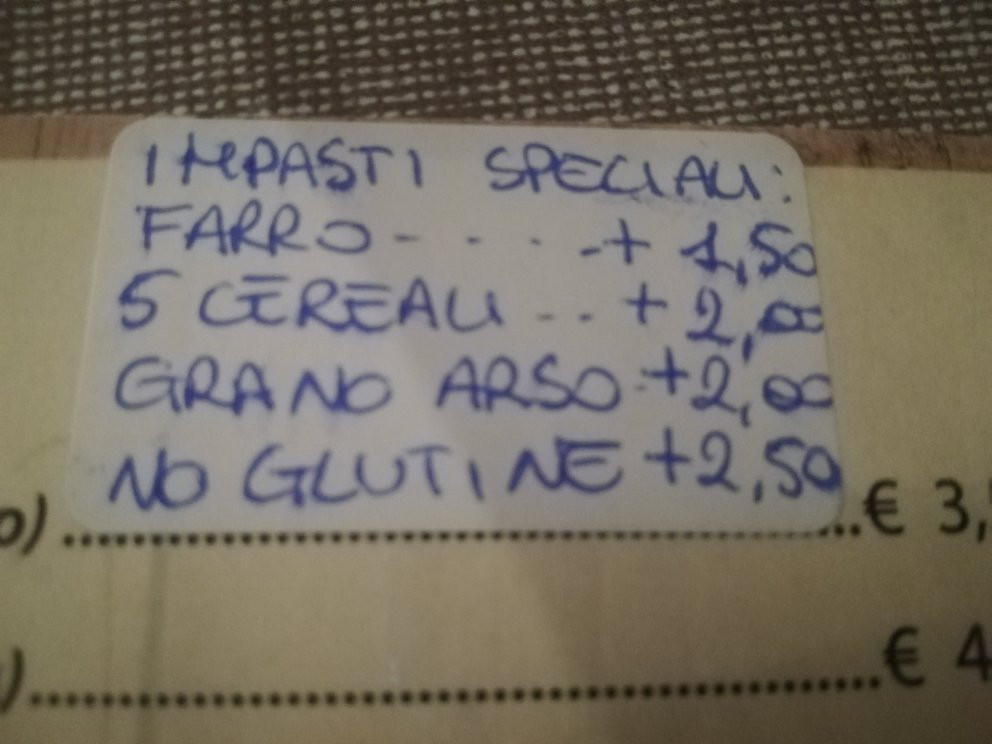 IMPASTI SPECIALI:
FARRO- - - - -+ 1,50
5 CEREALI ... + 2,00
GRANO ARSO.+2,00
NO GLUTINE +2,50
o) ........................................ € 3,
) ........................................ € 4